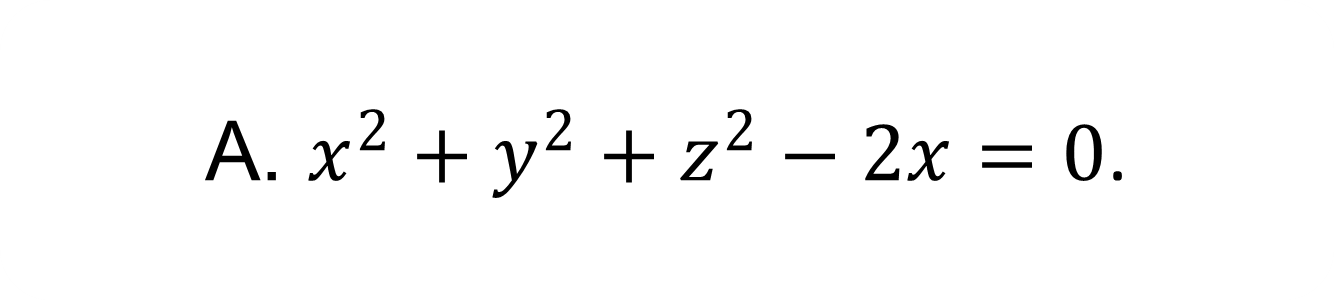 A. x² + y² + z² − 2x = 0.